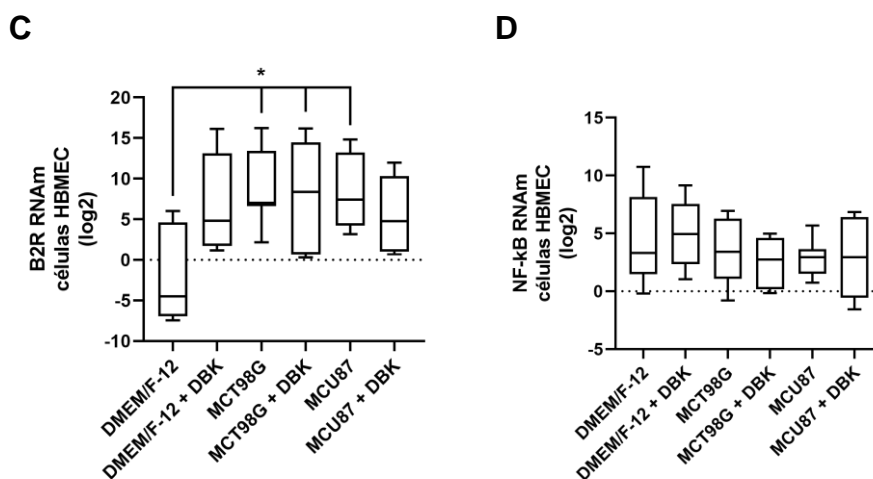 C
*
B2R RNAm
células HBMEC
(log2)
20
15
10
5
0
-5
-10
DMEM/F-12
DMEM/F-12 + DBK
MCT98G
MCT98G + DBK
MCU87
MCU87 + DBK
D
NF-kB RNAm
células HBMEC
(log2)
15
10
5
0
-5
DMEM/F-12
DMEM/F-12 + DBK
MCT98G
MCT98G + DBK
MCU87
MCU87 + DBK